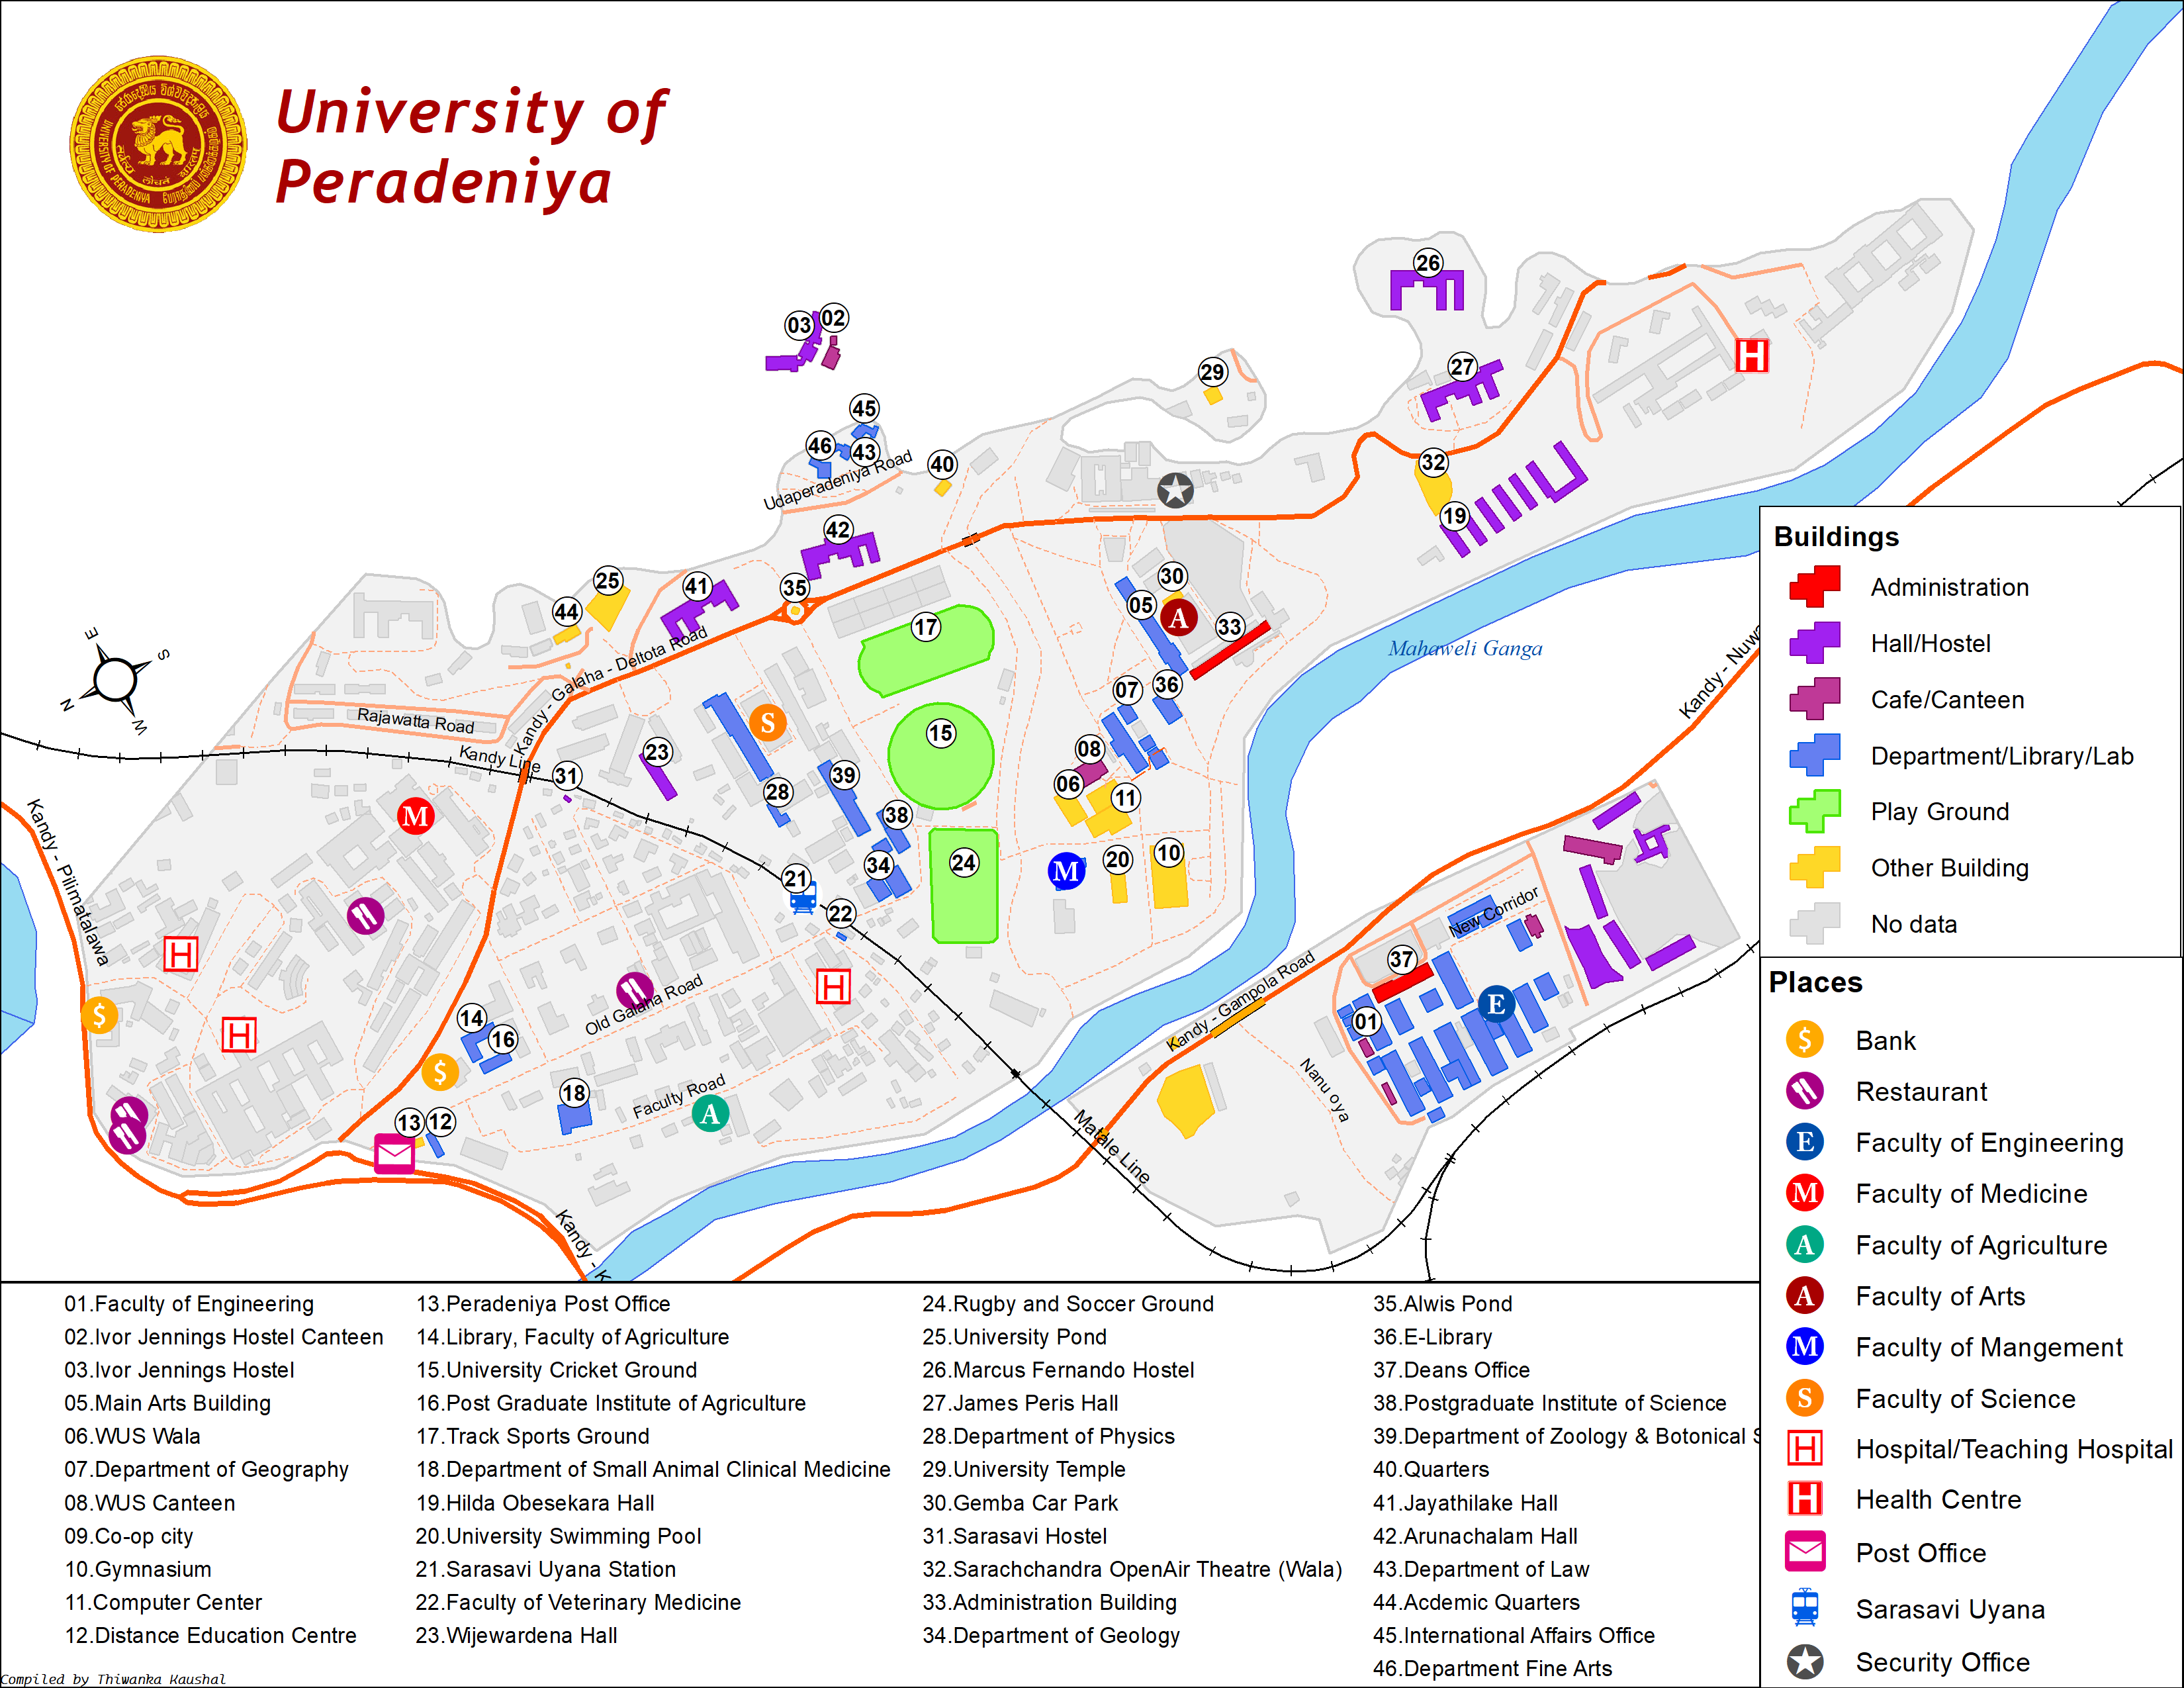 University of
Peradeniya
UNIVERSITY OF PERADENIYA
26
03
02
27
29
45
46
43
40
32
Udaperadeniya Road
19
42
25
41
35
30
44
05
17
33
Kandy - Galaha - Deltota Road
Mahaweli Ganga
E
S
N
W
07
36
Rajawatta Road
15
Kandy - Nuw
23
08
Kandy Line
31
39
06
28
11
M
S
A
38
Kandy - Pilimatalawa
24
34
20
10
M
21
22
New Corridor
37
H
H
H
H
Old Galaha Road
Kandy - Gampola Road
E
01
14
16
$
$
Nanu oya
18
Faculty Road
A
13
12
Matale Line
Kandy - K
Buildings
Administration
Hall/Hostel
Cafe/Canteen
Department/Library/Lab
Play Ground
Other Building
No data
Places
$ Bank
Restaurant
E Faculty of Engineering
M Faculty of Medicine
A Faculty of Agriculture
A Faculty of Arts
M Faculty of Mangement
S Faculty of Science
H Hospital/Teaching Hospital
H Health Centre
Post Office
Sarasavi Uyana
Security Office
01.Faculty of Engineering
02.Ivor Jennings Hostel Canteen
03.Ivor Jennings Hostel
05.Main Arts Building
06.WUS Wala
07.Department of Geography
08.WUS Canteen
09.Co-op city
10.Gymnasium
11.Computer Center
12.Distance Education Centre
13.Peradeniya Post Office
14.Library, Faculty of Agriculture
15.University Cricket Ground
16.Post Graduate Institute of Agriculture
17.Track Sports Ground
18.Department of Small Animal Clinical Medicine
19.Hilda Obesekara Hall
20.University Swimming Pool
21.Sarasavi Uyana Station
22.Faculty of Veterinary Medicine
23.Wijewardena Hall
24.Rugby and Soccer Ground
25.University Pond
26.Marcus Fernando Hostel
27.James Peris Hall
28.Department of Physics
29.University Temple
30.Gemba Car Park
31.Sarasavi Hostel
32.Sarachchandra OpenAir Theatre (Wala)
33.Administration Building
34.Department of Geology
35.Alwis Pond
36.E-Library
37.Deans Office
38.Postgraduate Institute of Science
39.Department of Zoology & Botonical S
40.Quarters
41.Jayathilake Hall
42.Arunachalam Hall
43.Department of Law
44.Acdemic Quarters
45.International Affairs Office
46.Department Fine Arts
Compiled by Thiwanka Kaushal